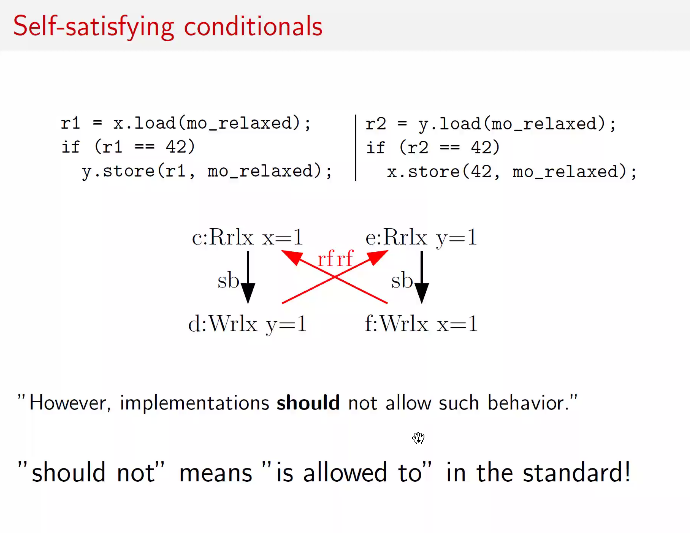 Self-satisfying conditionals
r1 = x.load(mo_relaxed);
if (r1 == 42)
y.store(r1, mo_relaxed);
r2 = y.load(mo_relaxed);
if (r2 == 42)
x.store(42, mo_relaxed);
c:Rrlx x=1 e:Rrlx y=1
rf rf
sb sb
d:Wrlx y=1 f:Wrlx x=1
"However, implementations should not allow such behavior."
"should not" means "is allowed to" in the standard!